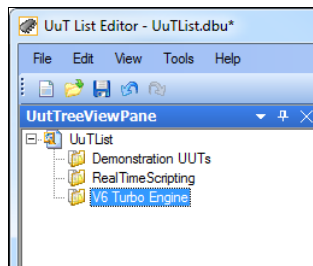 UuT List Editor - UuTList.dbu*
File Edit View Tools Help
UutTreeViewPane
UuTList
Demonstration UUTs
RealTimeScripting
V6 Turbo Engine